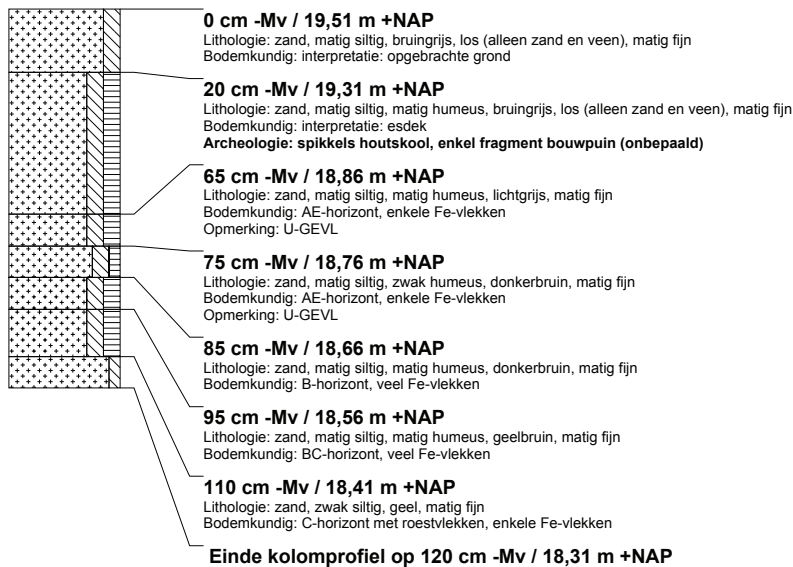 0 cm -Mv / 19,51 m +NAP
Lithologie: zand, matig siltig, bruingrijs, los (alleen zand en veen), matig fijn
Bodemkundig: interpretatie: opgebrachte grond
20 cm -Mv / 19,31 m +NAP
Lithologie: zand, matig siltig, matig humeus, bruingrijs, los (alleen zand en veen), matig fijn
Bodemkundig: interpretatie: esdek
Archeologie: spikkels houtskool, enkel fragment bouwpuin (onbepaald)
65 cm -Mv / 18,86 m +NAP
Lithologie: zand, matig siltig, matig humeus, lichtgrijs, matig fijn
Bodemkundig: AE-horizont, enkele Fe-vlekken
Opmerking: U-GEVL
75 cm -Mv / 18,76 m +NAP
Lithologie: zand, matig siltig, zwak humeus, donkerbruin, matig fijn
Bodemkundig: AE-horizont, enkele Fe-vlekken
Opmerking: U-GEVL
85 cm -Mv / 18,66 m +NAP
Lithologie: zand, matig siltig, matig humeus, donkerbruin, matig fijn
Bodemkundig: B-horizont, veel Fe-vlekken
95 cm -Mv / 18,56 m +NAP
Lithologie: zand, matig siltig, matig humeus, geelbruin, matig fijn
Bodemkundig: BC-horizont, veel Fe-vlekken
110 cm -Mv / 18,41 m +NAP
Lithologie: zand, zwak siltig, geel, matig fijn
Bodemkundig: C-horizont met roestvlekken, enkele Fe-vlekken
Einde kolomprofiel op 120 cm -Mv / 18,31 m +NAP